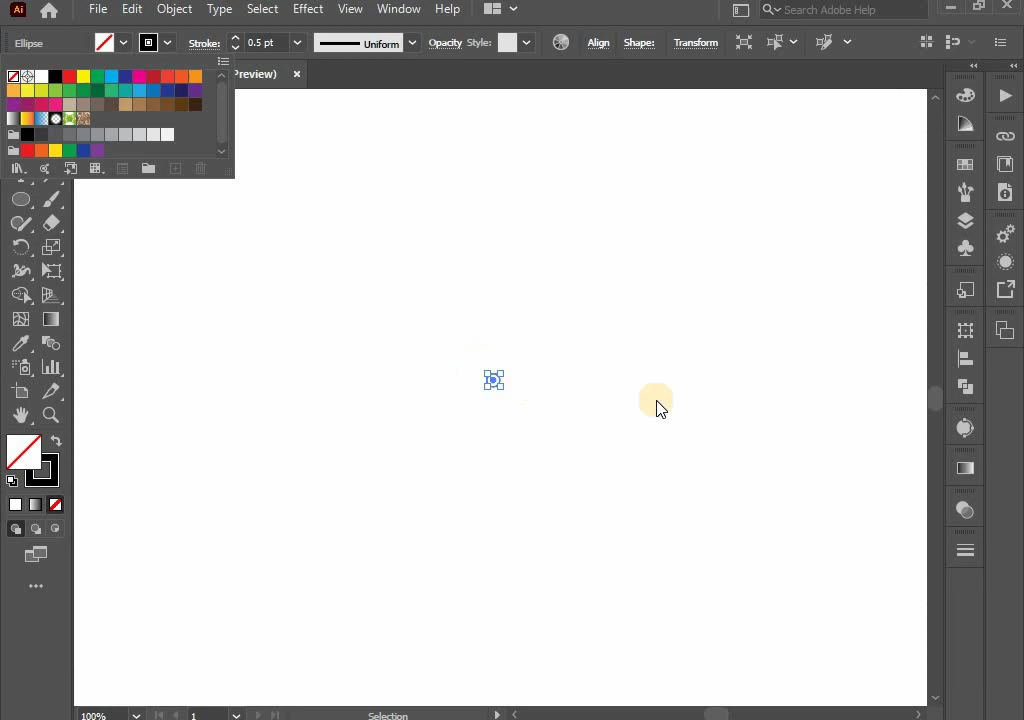 Ai File Edit Object Type Select Effect View Window Help Search Adobe Help
Ellipse Stroke: 0.5 pt Uniform Opacity Style: Align Shape: Transform
Preview) ×
100% 1 Selection